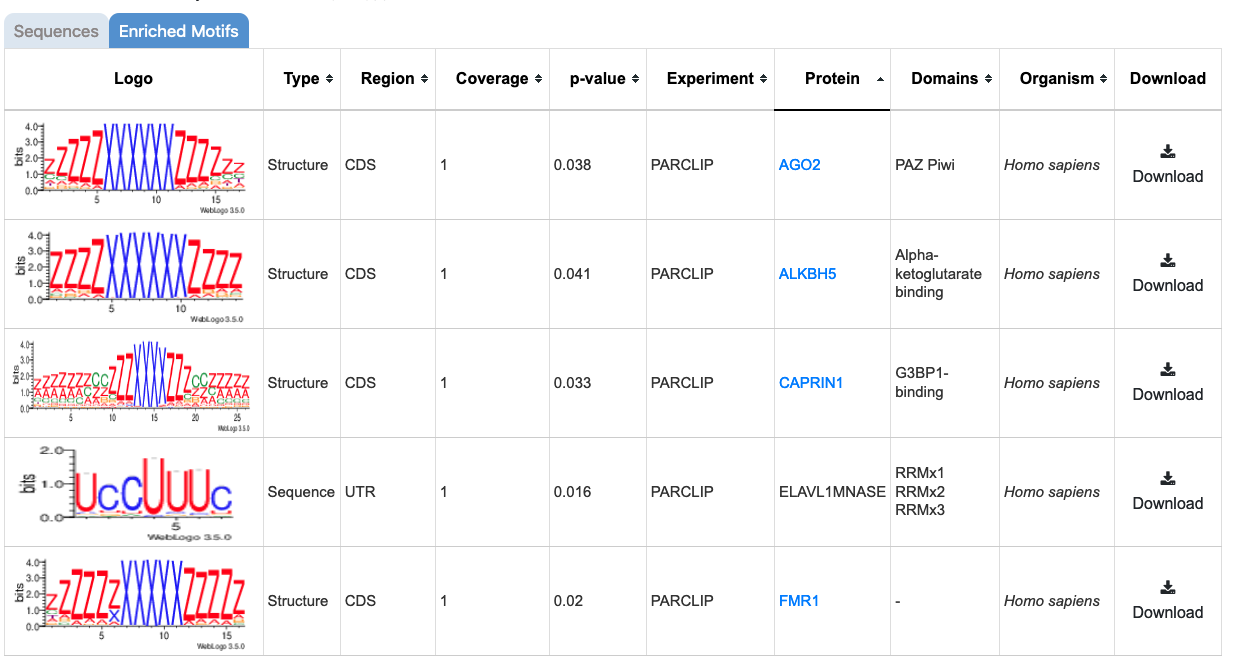 Sequences Enriched Motifs
Logo Type Region Coverage p-value Experiment Protein Domains Organism Download
4.0
3.0
2.0
1.0
0.0
bits
5 10 15
WebLogo 3.5.0
Structure CDS 1 0.038 PARCLIP AGO2 PAZ Piwi Homo sapiens Download
4.0
3.0
2.0
1.0
0.0
bits
5 10
WebLogo 3.5.0
Structure CDS 1 0.041 PARCLIP ALKBH5 Alpha-
ketoglutarate
binding
Homo sapiens Download
4.0
3.0
2.0
1.0
0.0
bits
5 10 15 20 25
WebLogo 3.5.0
Structure CDS 1 0.033 PARCLIP CAPRIN1 G3BP1-
binding
Homo sapiens Download
2.0
1.0
0.0
bits
UCCUUUC
5
WebLogo 3.5.0
Sequence UTR 1 0.016 PARCLIP ELAVL1MNASE RRMx1
RRMx2
RRMx3
Homo sapiens Download
4.0
3.0
2.0
1.0
0.0
bits
5 10 15
WebLogo 3.5.0
Structure CDS 1 0.02 PARCLIP FMR1 - Homo sapiens Download